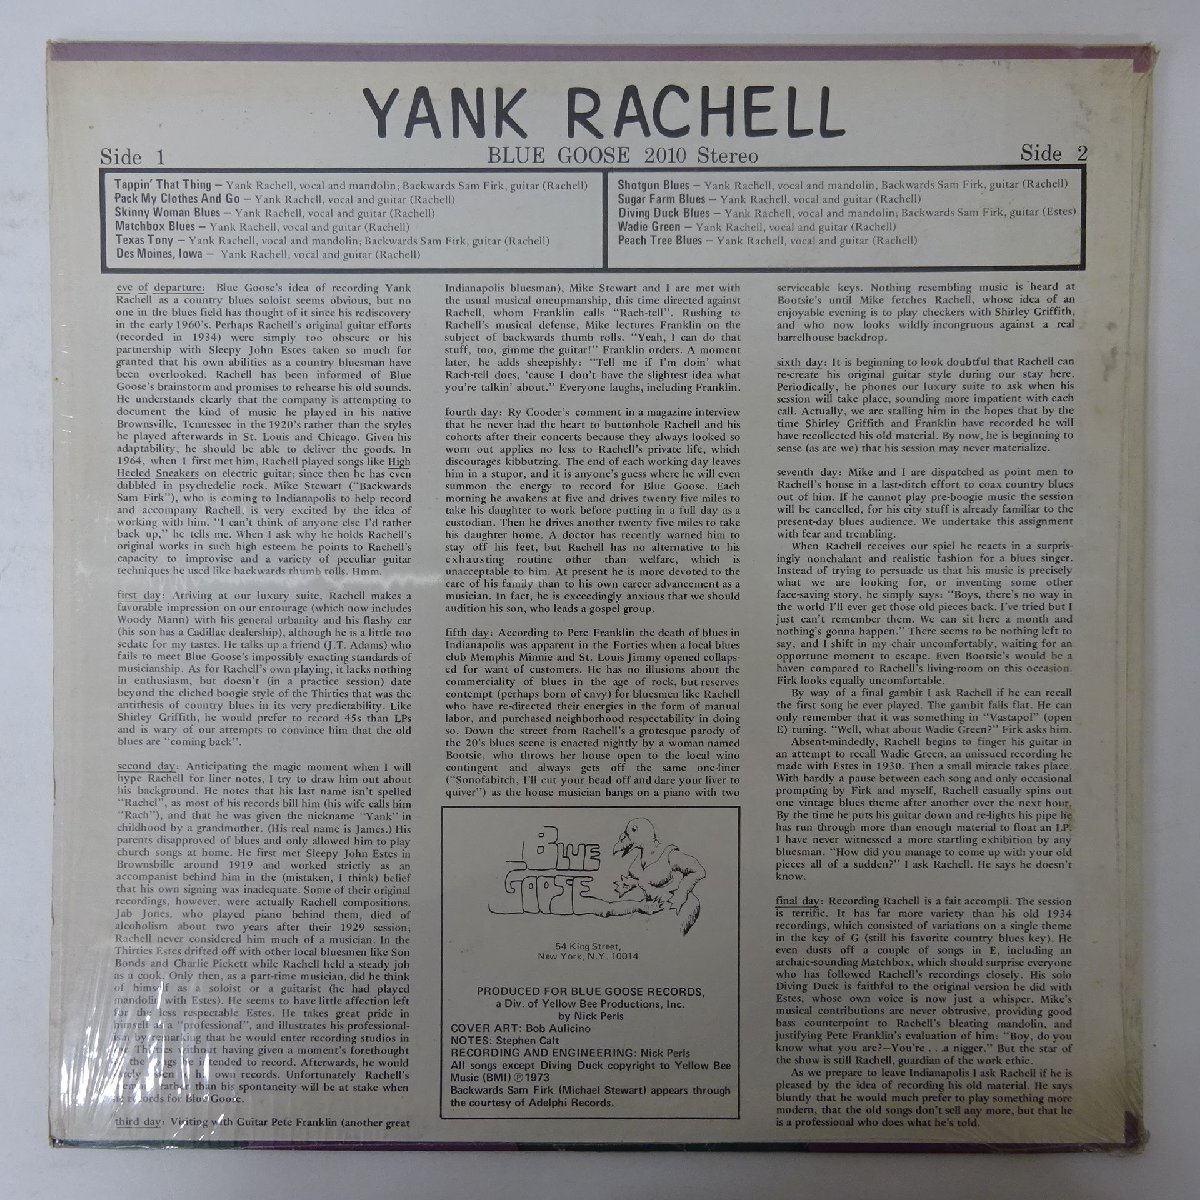 YANK RACHELL
BLUE GOOSE 2010 Stereo
Side 1
Tappin' That Thing – Yank Rachell, vocal and mandolin; Backwards Sam Firk, guitar (Rachell)
Pack My Clothes And Go – Yank Rachell, vocal and guitar (Rachell)
Skinny Woman Blues – Yank Rachell, vocal and guitar (Rachell)
Matchbox Blues – Yank Rachell, vocal and guitar (Rachell)
Texas Tony – Yank Rachell, vocal and mandolin; Backwards Sam Firk, guitar (Rachell)
Des Moines, Iowa – Yank Rachell, vocal and guitar (Rachell)
Side 2
Shotgun Blues – Yank Rachell, vocal and mandolin, Backwards Sam Firk, guitar (Rachell)
Sugar Farm Blues – Yank Rachell, vocal and guitar (Rachell)
Diving Duck Blues – Yank Rachell, vocal and mandolin; Backwards Sam Firk, guitar (Estes)
Wadie Green – Yank Rachell, vocal and guitar (Rachell)
Peach Tree Blues – Yank Rachell, vocal and guitar (Rachell)
eve of departure: Blue Goose's idea of recording Yank
Rachell as a country blues soloist seems obvious, but no
one in the blues field has thought of it since his rediscovery
in the early 1960's. Perhaps Rachell's original guitar efforts
(recorded in 1934) were simply too obscure or his
partnership with Sleepy John Estes taken so much for
granted that his own abilities as a country bluesman have
been overlooked. Rachell has been informed of Blue
Goose's brainstorm and promises to rehearse his old sounds.
He understands clearly that the company is attempting to
document the kind of music he played in his native
Brownsville, Tennessee in the 1920's rather than the styles
he played afterwards in St. Louis and Chicago. Given his
adaptability, he should be able to deliver the goods. In
1964, when I first met him, Rachell played songs like High
Heeled Sneakers on electric guitar; since then he has even
dabbled in psychedelic rock. Mike Stewart ("Backwards
Sam Firk"), who is coming to Indianapolis to help record
and accompany Rachell, is very excited by the idea of
working with him. "I can't think of anyone else I'd rather
back up," he tells me. When I ask why he holds Rachell's
original works in such high esteem he points to Rachell's
capacity to improvise and a variety of peculiar guitar
techniques he used like backwards thumb rolls. Hmm.
first day: Arriving at our luxury suite, Rachell makes a
favorable impression on our entourage (which now includes
Woody Mann) with his general urbanity and his flashy car
(his son has a Cadillac dealership), although he is a little too
sedate for my tastes. He talks up a friend (J.T. Adams) who
fails to meet Blue Goose's impossibly exacting standards of
musicianship. As for Rachell's own playing, it lacks nothing
in enthusiasm, but doesn't (in a practice session) date
beyond the cliched boogie style of the Thirties that was the
antithesis of country blues in its very predictability. Like
Shirley Griffith, he would prefer to record 45s than LPs
and is wary of our attempts to convince him that the old
blues are "coming back".
second day: Anticipating the magic moment when I will
hype Rachell for liner notes, I try to draw him out about
his background. He notes that his last name isn't spelled
"Rachel", as most of his records bill him (his wife calls him
"Rach"), and that he was given the nickname "Yank" in
childhood by a grandmother. (His real name is James.) His
parents disapproved of blues and only allowed him to play
church songs at home. He first met Sleepy John Estes in
Brownsbille around 1919 and worked strictly as an
accompanist behind him in the (mistaken, I think) belief
that his own signing was inadequate. Some of their original
recordings, however, were actually Rachell compositions.
Jab Jones, who played piano behind them, died of
alcoholism about two years after their 1929 session;
Rachell never considered him much of a musician. In the
Thirties Estes drifted off with other local bluesmen like Son
Bonds and Charlie Pickett while Rachell held a steady job
as a cook. Only then, as a part-time musician, did he think
of himself as a soloist or a guitarist (he had played
mandolin with Estes). He seems to have little affection left
for the less respectable Estes. He takes great pride in
himself as a "professional", and illustrates his professional-
ism by remarking that he would enter recording studios in
the Thirties without having given a moment's forethought
to the songs he intended to record. Afterwards, he would
rarely listen to his own records. Unfortunately Rachell's
memory rather than his spontaneity will be at stake when
he records for Blue Goose.
third day: Visiting with Guitar Pete Franklin (another great
Indianapolis bluesman), Mike Stewart and I are met with
the usual musical oneupmanship, this time directed against
Rachell, whom Franklin calls "Rach-tell". Rushing to
Rachell's musical defense, Mike lectures Franklin on the
subject of backwards thumb rolls. "Yeah, I can do that
stuff, too, gimme the guitar!" Franklin orders. A moment
later, he adds sheepishly: "Tell me if I'm doin' what
Rach-tell does, 'cause I don't have the slightest idea what
you're talkin' about." Everyone laughs, including Franklin.
fourth day: Ry Cooder's comment in a magazine interview
that he never had the heart to buttonhole Rachell and his
cohorts after their concerts because they always looked so
worn out applies no less to Rachell's private life, which
discourages kibbutzing. The end of each working day leaves
him in a stupor, and it is anyone's guess where he will even
summon the energy to record for Blue Goose. Each
morning he awakens at five and drives twenty five miles to
take his daughter to work before putting in a full day as a
custodian. Then he drives another twenty five miles to take
his daughter home. A doctor has recently warned him to
stay off his feet, but Rachell has no alternative to his
exhausting routine other than welfare, which is
unacceptable to him. At present he is more devoted to the
care of his family than to his own career advancement as a
musician. In fact, he is exceedingly anxious that we should
audition his son, who leads a gospel group.
fifth day: According to Pete Franklin the death of blues in
Indianapolis was apparent in the Forties when a local blues
club Memphis Minnie and St. Louis Jimmy opened collaps-
ed for want of customers. He has no illusions about the
commerciality of blues in the age of rock, but reserves
contempt (perhaps born of envy) for bluesmen like Rachell
who have re-directed their energies in the form of manual
labor, and purchased neighborhood respectability in doing
so. Down the street from Rachell's a grotesque parody of
the 20's blues scene is enacted nightly by a woman named
Bootsie, who throws her house open to the local wino
contingent and always gets off the same one-liner
("Sonofabitch, I'll cut your head off and dare your liver to
quiver") as the house musician bangs on a piano with two
BLUE
GOOSE
54 King Street,
New York, N.Y. 10014
PRODUCED FOR BLUE GOOSE RECORDS,
a Div. of Yellow Bee Productions, Inc.
by Nick Perls
COVER ART: Bob Aulicino
NOTES: Stephen Calt
RECORDING AND ENGINEERING: Nick Perls
All songs except Diving Duck copyright to Yellow Bee
Music (BMI) ℗ 1973
Backwards Sam Firk (Michael Stewart) appears through
the courtesy of Adelphi Records.
serviceable keys. Nothing resembling music is heard at
Bootsie's until Mike fetches Rachell, whose idea of an
enjoyable evening is to play checkers with Shirley Griffith,
and who now looks wildly incongruous against a real
barrelhouse backdrop.
sixth day: It is beginning to look doubtful that Rachell can
re-create his original guitar style during our stay here.
Periodically, he phones our luxury suite to ask when his
session will take place, sounding more impatient with each
call. Actually, we are stalling him in the hopes that by the
time Shirley Griffith and Franklin have recorded he will
have recollected his old material. By now, he is beginning to
sense (as are we) that his session may never materialize.
seventh day: Mike and I are dispatched as point men to
Rachell's house in a last-ditch effort to coax country blues
out of him. If he cannot play pre-boogie music the session
will be cancelled, for his city stuff is already familiar to the
present-day blues audience. We undertake this assignment
with fear and trembling.
When Rachell receives our spiel he reacts in a surpris-
ingly nonchalant and realistic fashion for a blues singer.
Instead of trying to persuade us that his music is precisely
what we are looking for, or inventing some other
face-saving story, he simply says: "Boys, there's no way in
the world I'll ever get those old pieces back. I've tried but I
just can't remember them. We can sit here a month and
nothing's gonna happen." There seems to be nothing left to
say, and I shift in my chair uncomfortably, waiting for an
opportune moment to escape. Even Bootsie's would be a
haven compared to Rachell's living-room on this occasion.
Firk looks equally uncomfortable.
By way of a final gambit I ask Rachell if he can recall
the first song he ever played. The gambit falls flat. He can
only remember that it was something in "Vastapol" (open
E) tuning. "Well, what about Wadie Green?" Firk asks him.
Absent-mindedly, Rachell begins to finger his guitar in
an attempt to recall Wadie Green, an unissued recording he
made with Estes in 1930. Then a small miracle takes place.
With hardly a pause between each song and only occasional
prompting by Firk and myself, Rachell casually spins out
one vintage blues theme after another over the next hour.
By the time he puts his guitar down and re-lights his pipe he
has run through more than enough material to float an LP.
I have never witnessed a more startling exhibition by any
bluesman. "How did you manage to come up with your old
pieces all of a sudden?" I ask Rachell. He says he doesn't
know.
final day: Recording Rachell is a fait accompli. The session
is terrific. It has far more variety than his old 1934
recordings, which consisted of variations on a single theme
in the key of G (still his favorite country blues key). He
even dusts off a couple of songs in E, including an
archaic-sounding Matchbox, which should surprise everyone
who has followed Rachell's recordings closely. His solo
Diving Duck is faithful to the original version he did with
Estes, whose own voice is now just a whisper. Mike's
musical contributions are never obtrusive, providing good
bass counterpoint to Rachell's bleating mandolin, and
justifying Pete Franklin's evaluation of him: "Boy, do you
know what you are?–You're . . .a nigger." But the star of
the show is still Rachell, guardian of the work ethic.
As we prepare to leave Indianapolis I ask Rachell if he is
pleased by the idea of recording his old material. He says
bluntly that he would much prefer to play something more
modern, that the old songs don't sell any more, but that he
is a professional who does what he's told.